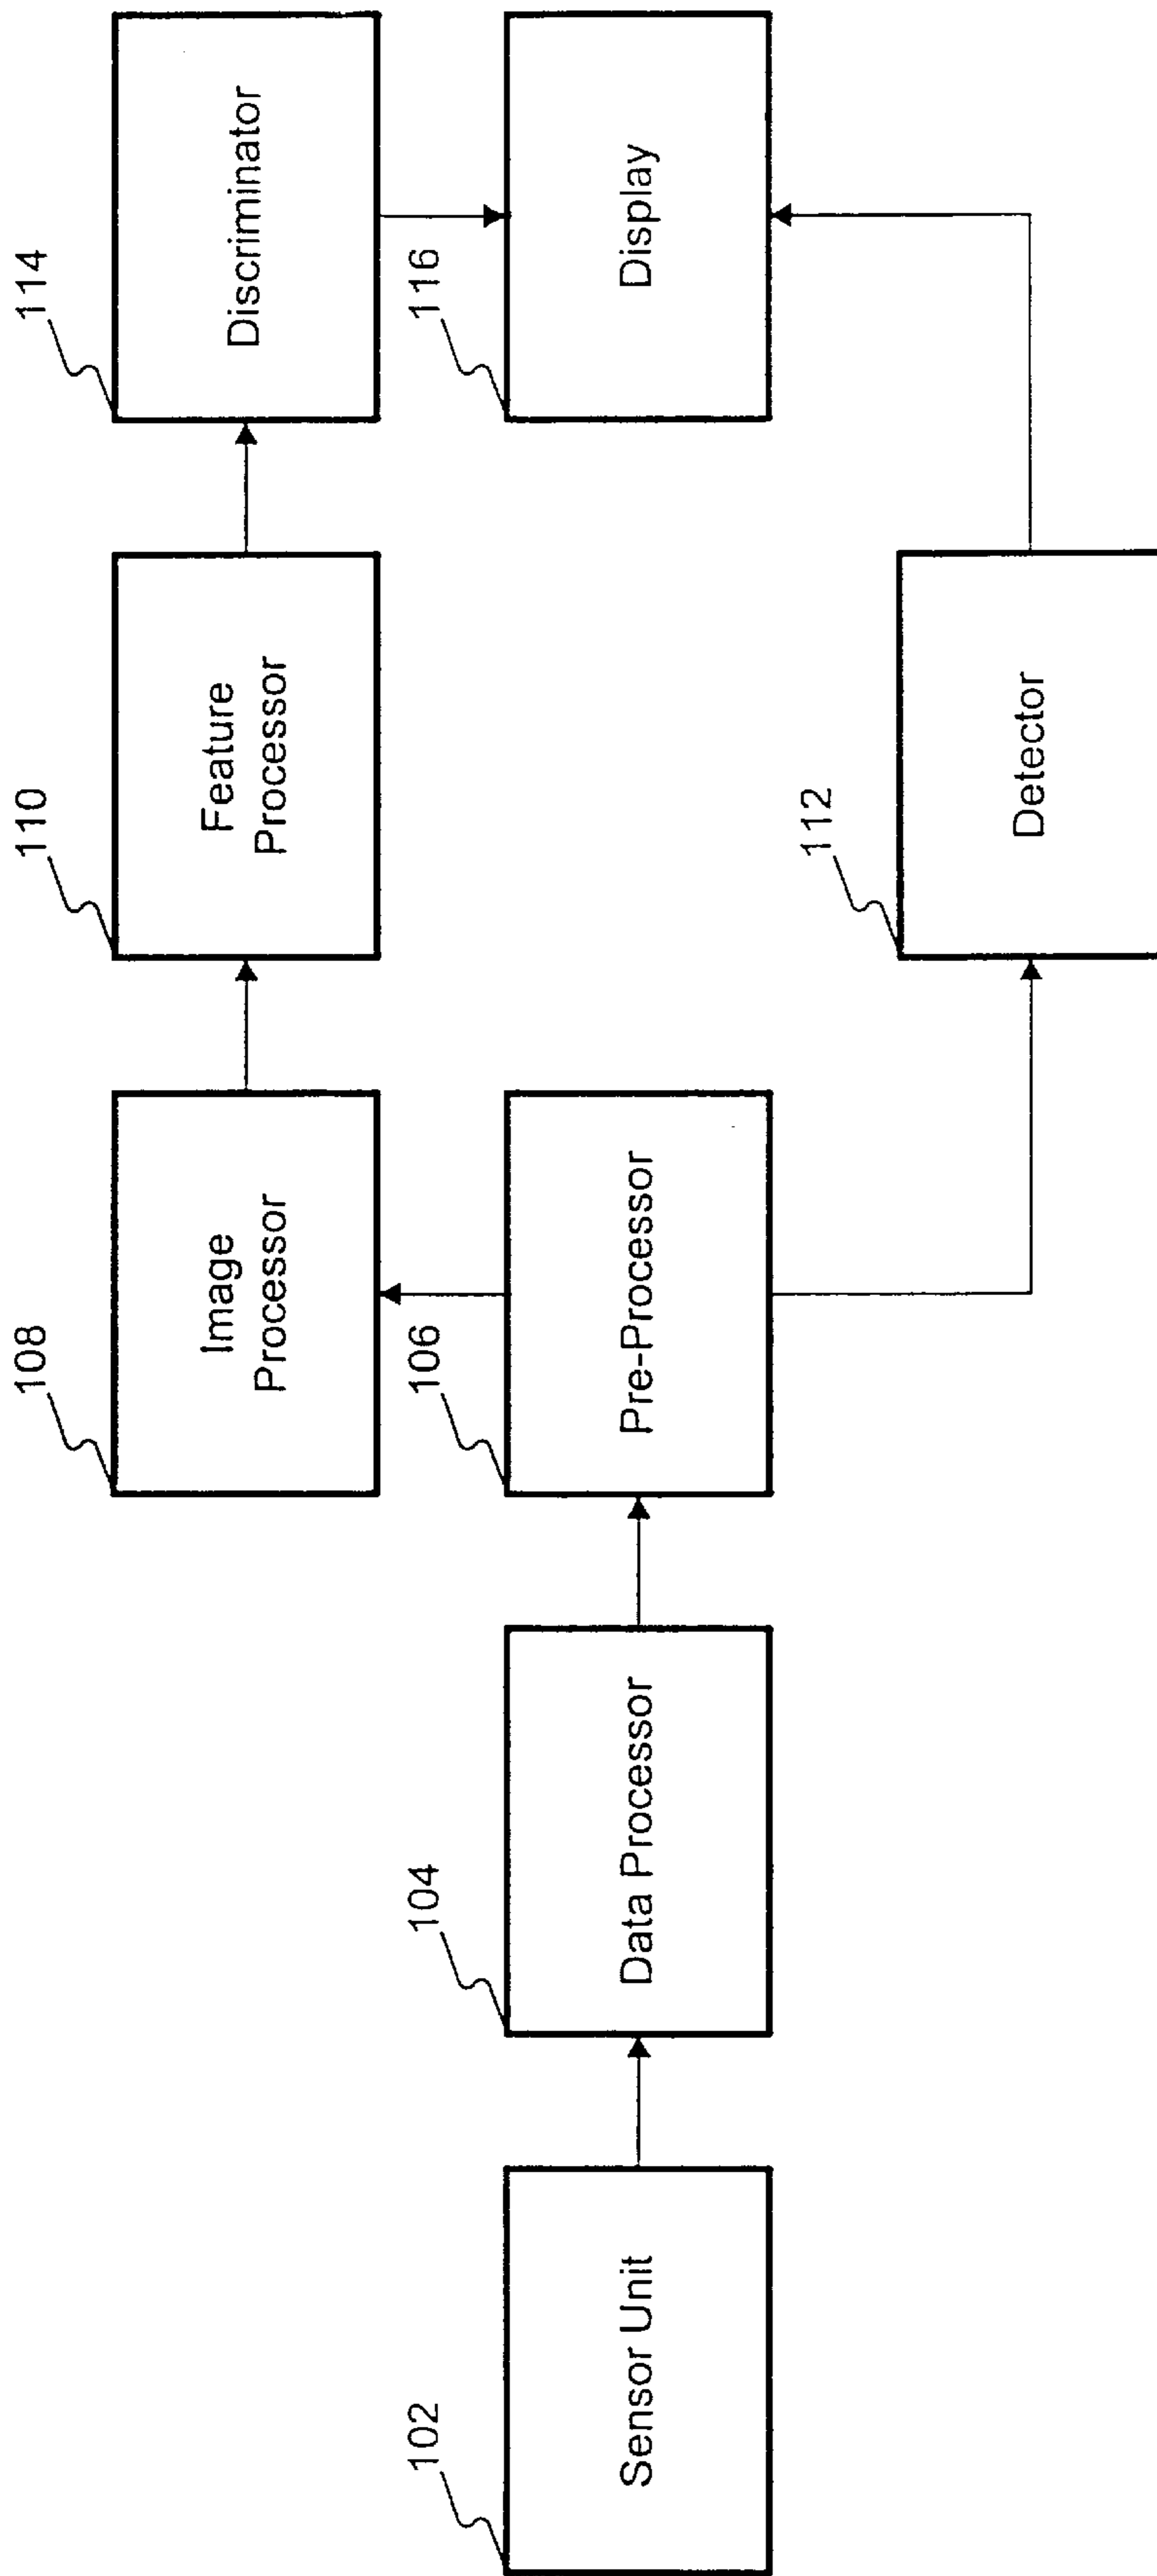 108
Image
Processor
110
Feature
Processor
114
Discriminator
102
Sensor Unit
104
Data Processor
106
Pre-Processor
116
Display
112
Detector